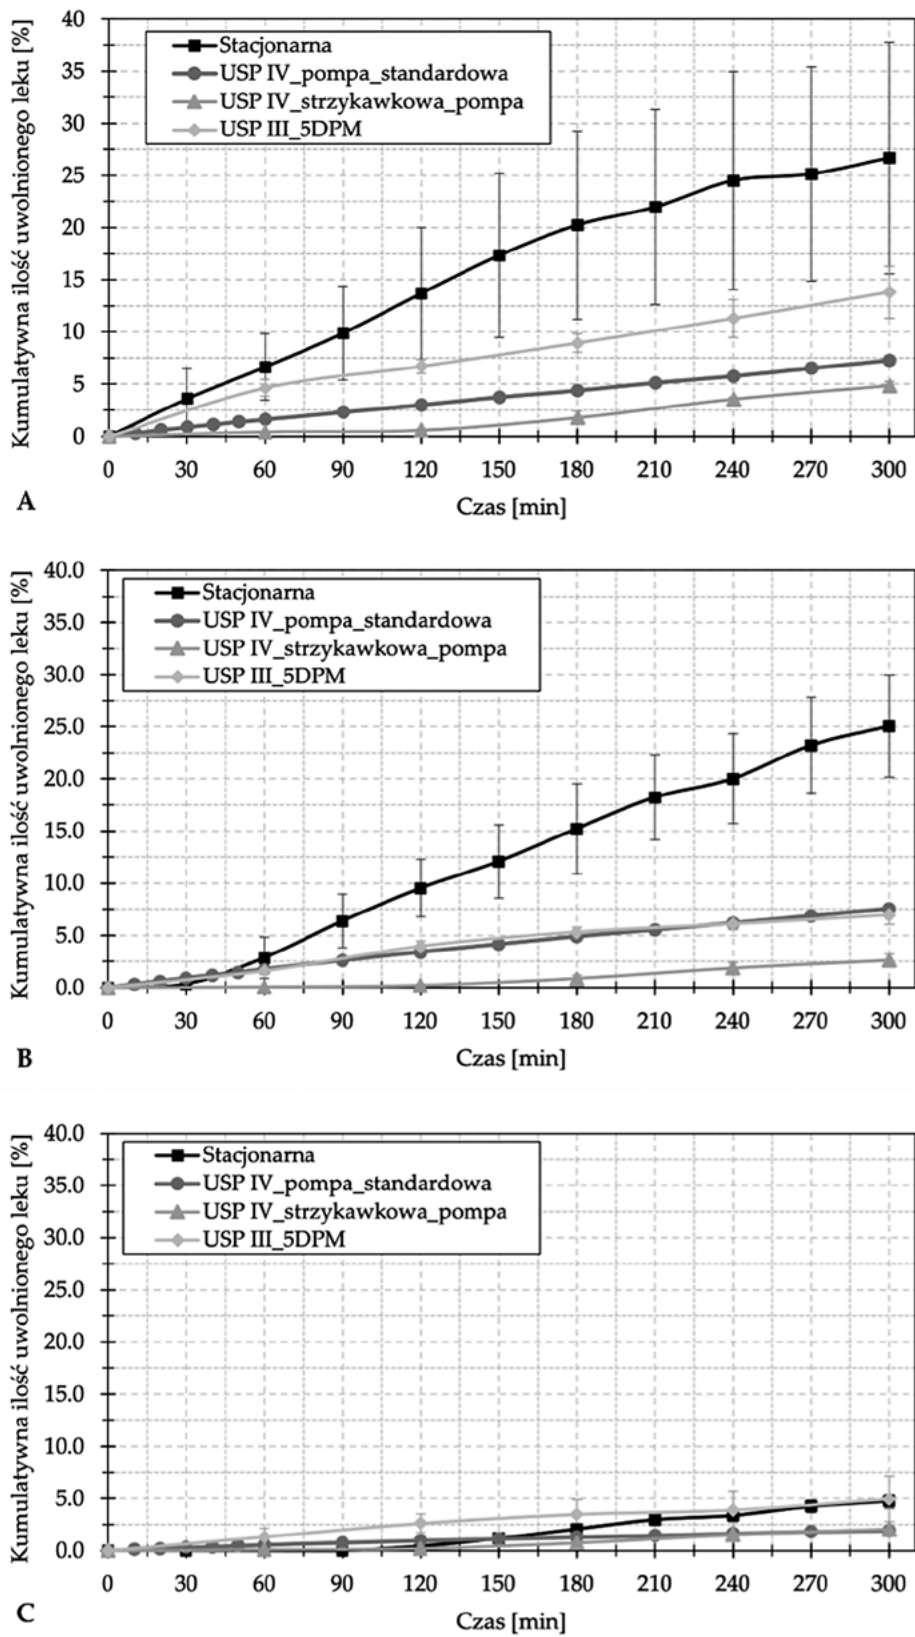 Kumulatywna ilość uwolnionego leku [%]
40
35
30
25
20
15
10
5
0
Stacjonarna
USP IV_pompa_standardowa
USP IV_strzykawkowa_pompa
USP III_5DPM
0 30 60 90 120 150 180 210 240 270 300
Czas [min]
A
Kumulatywna ilość uwolnionego leku [%]
40.0
35.0
30.0
25.0
20.0
15.0
10.0
5.0
0.0
Stacjonarna
USP IV_pompa_standardowa
USP IV_strzykawkowa_pompa
USP III_5DPM
0 30 60 90 120 150 180 210 240 270 300
Czas [min]
B
Kumulatywna ilość uwolnionego leku [%]
40.0
35.0
30.0
25.0
20.0
15.0
10.0
5.0
0.0
Stacjonarna
USP IV_pompa_standardowa
USP IV_strzykawkowa_pompa
USP III_5DPM
0 30 60 90 120 150 180 210 240 270 300
Czas [min]
C